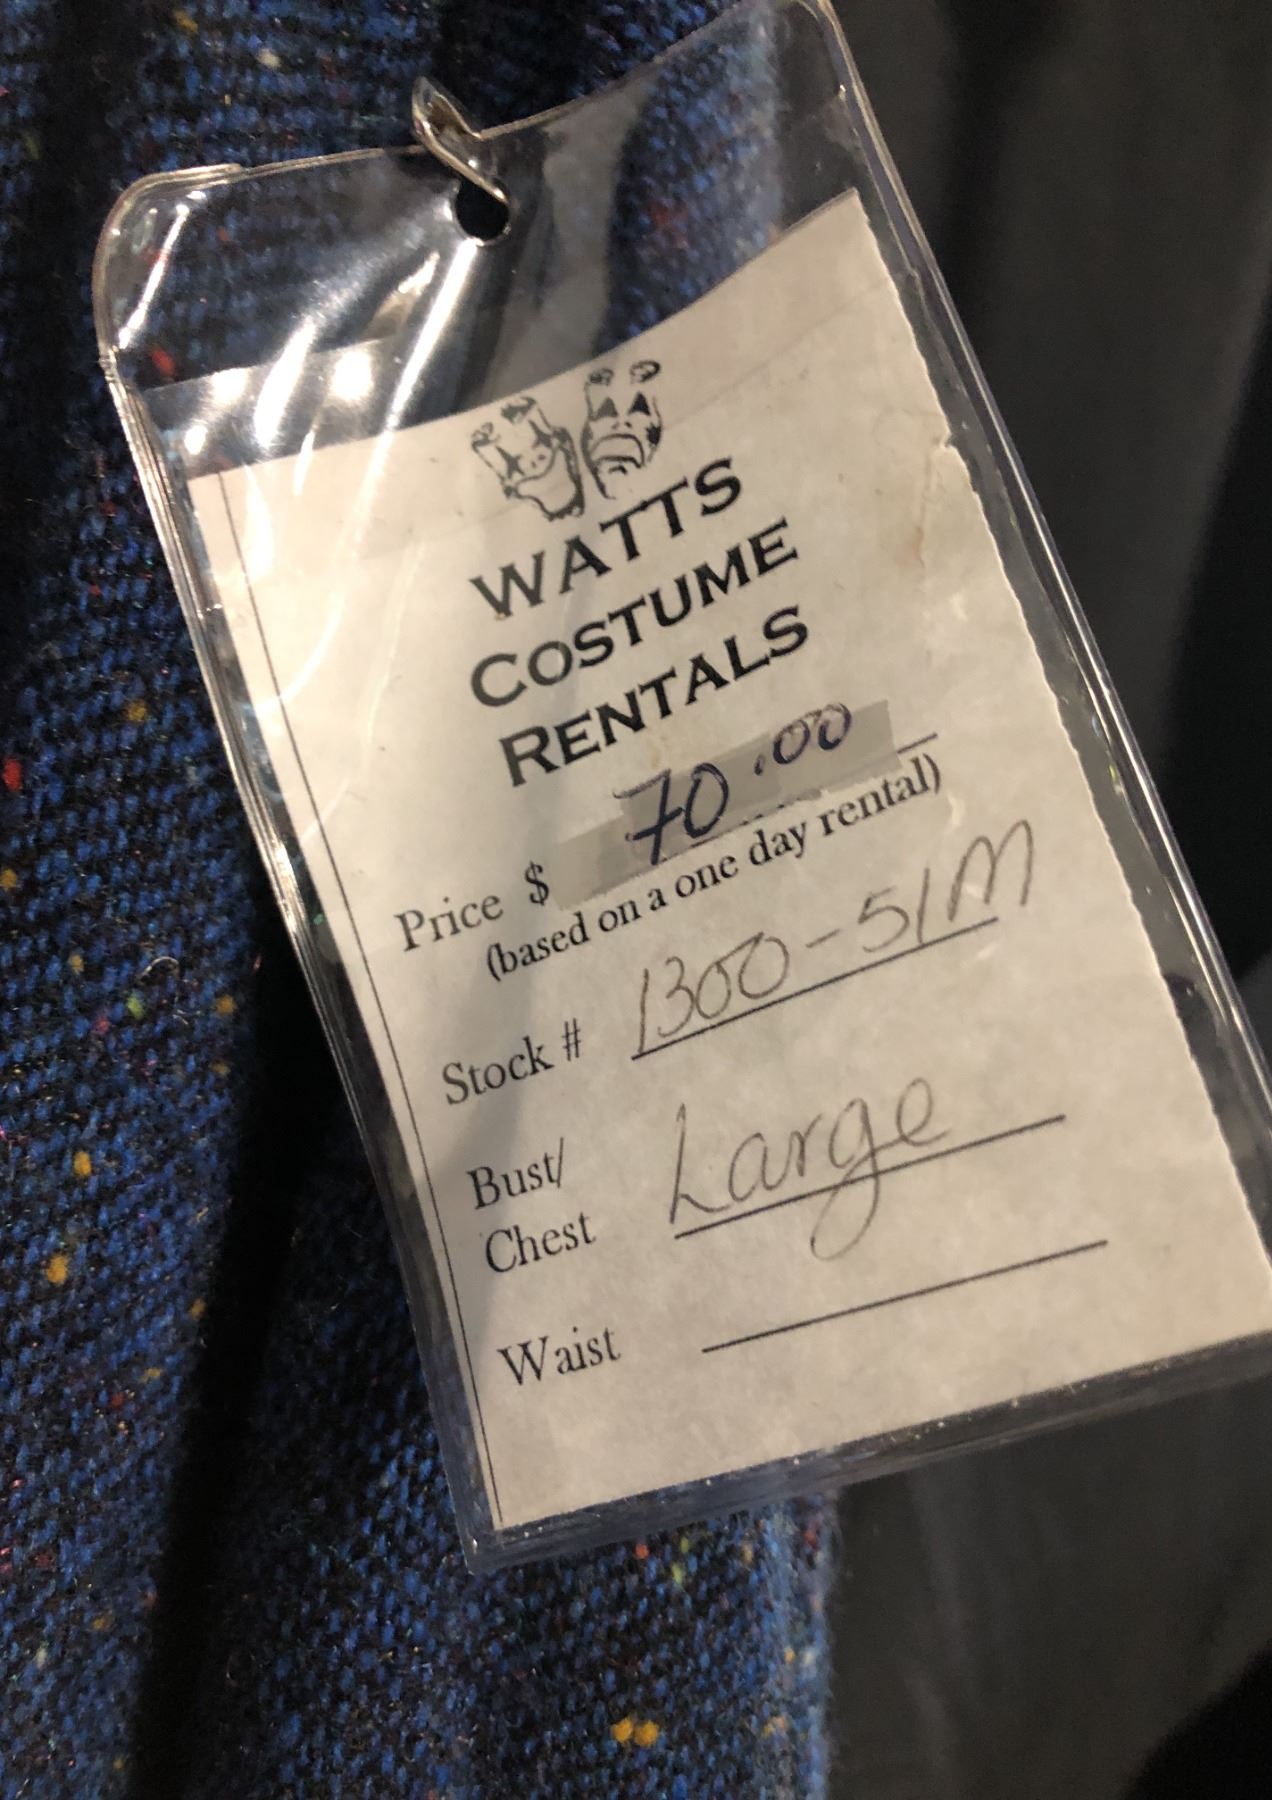 WATTS
COSTUME
RENTALS
Price $ 70.00
(based on a one day rental)
Stock # 1300-51M
Bust/
Chest Large
Waist